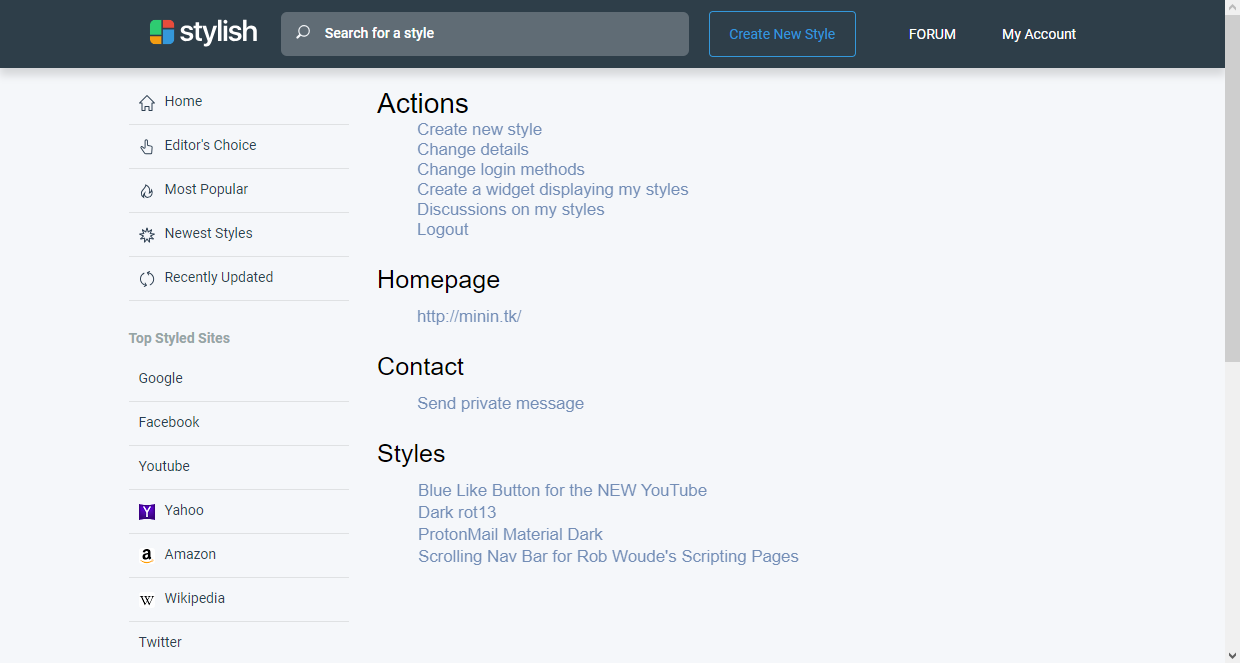 stylish
Search for a style
Create New Style
FORUM
My Account
Home
Editor's Choice
Most Popular
Newest Styles
Recently Updated
Top Styled Sites
Google
Facebook
Youtube
Y Yahoo
a Amazon
W Wikipedia
Twitter
Actions
Create new style
Change details
Change login methods
Create a widget displaying my styles
Discussions on my styles
Logout
Homepage
http://minin.tk/
Contact
Send private message
Styles
Blue Like Button for the NEW YouTube
Dark rot13
ProtonMail Material Dark
Scrolling Nav Bar for Rob Woude's Scripting Pages